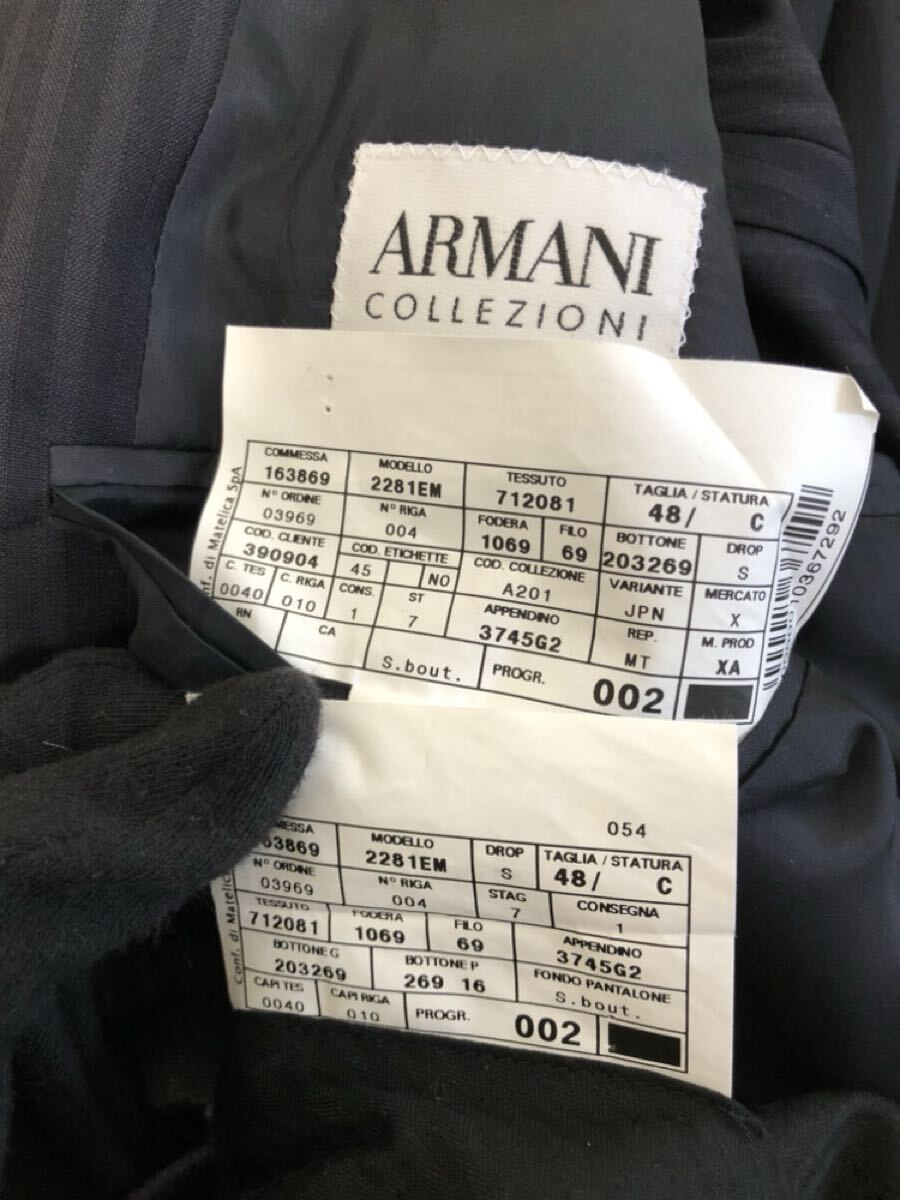 ARMANI
COLLEZIONI
COMMESSA MODELLO TESSUTO TAGLIA / STATURA
163869 2281EM 712081 48/ C
N° ORDINE N° RIGA FODERA FILO BOTTONE DROP
03969 004 1069 69 203269 S
COD. CLIENTE COD. ETICHETTE COD. COLLEZIONE VARIANTE MERCATO
390904 45 NO A201 JPN X
C. TES C. RIGA CONS. ST APPENDINO REP. M. PROD
0040 010 1 7 3745G2 MT XA
RN CA S.bout. PROGR. 002
di Matelica SpA
10367292
054
MESSA MODELLO DROP TAGLIA / STATURA
63869 2281EM S 48/ C
N° ORDINE N° RIGA STAG CONSEGNA
03969 004 7 1
TESSUTO FODERA FILO APPENDINO
712081 1069 69 3745G2
BOTTONE G BOTTONE P FONDO PANTALONE
203269 269 16 S.bout.
CAPI TES CAPI RIGA PROGR. 002
0040 010
Conf. di Matelic